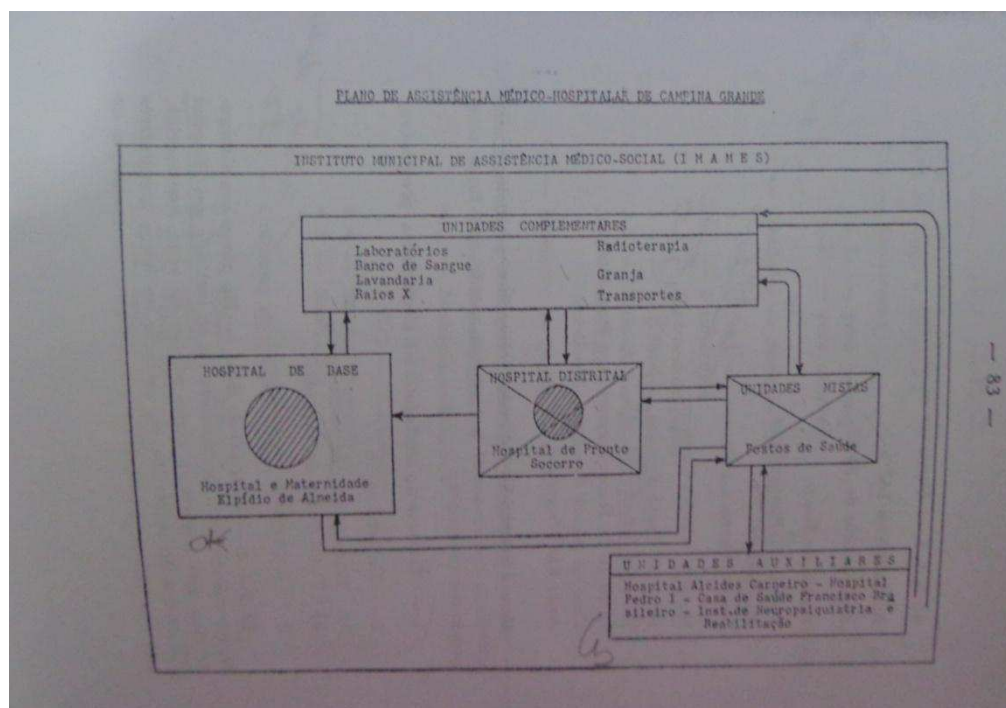 PLANO DE ASSISTÊNCIA MÉDICO-HOSPITALAR DE CAMPINA GRANDE
INSTITUTO MUNICIPAL DE ASSISTÊNCIA MÉDICO-SOCIAL (I M A M E S)
UNIDADES COMPLEMENTARES
Laboratórios
Banco de Sangue
Lavandaria
Raios X
Radioterapia
Granja
Transportes
HOSPITAL DE BASE
Hospital e Maternidade
Elpídio de Almeida
HOSPITAL DISTRITAL
Hospital de Pronto
Socorro
UNIDADES MISTAS
Postos de Saúde
UNIDADES AUXILIARES
Hospital Alcides Carneiro - Hospital
Pedro I - Casa de Saúde Francisco Bra
sileiro - Inst. de Neuropsiquiatria e
Reabilitação
— 83 —